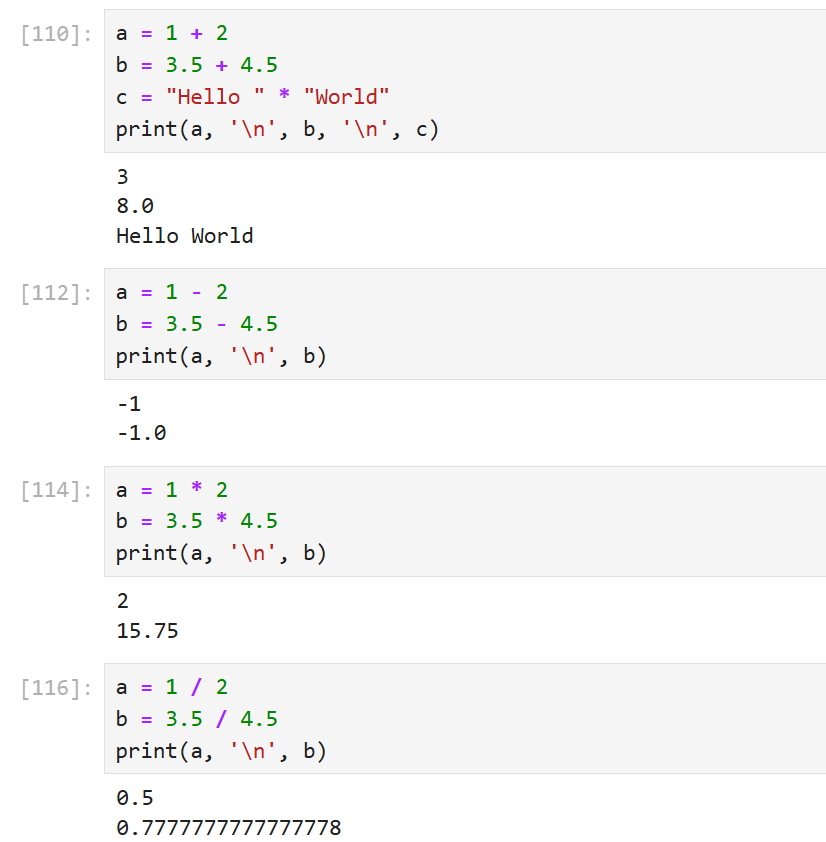 [110]: a = 1 + 2
b = 3.5 + 4.5
c = "Hello " * "World"
print(a, '\n', b, '\n', c)
3
8.0
Hello World
[112]: a = 1 - 2
b = 3.5 - 4.5
print(a, '\n', b)
-1
-1.0
[114]: a = 1 * 2
b = 3.5 * 4.5
print(a, '\n', b)
2
15.75
[116]: a = 1 / 2
b = 3.5 / 4.5
print(a, '\n', b)
0.5
0.7777777777777778